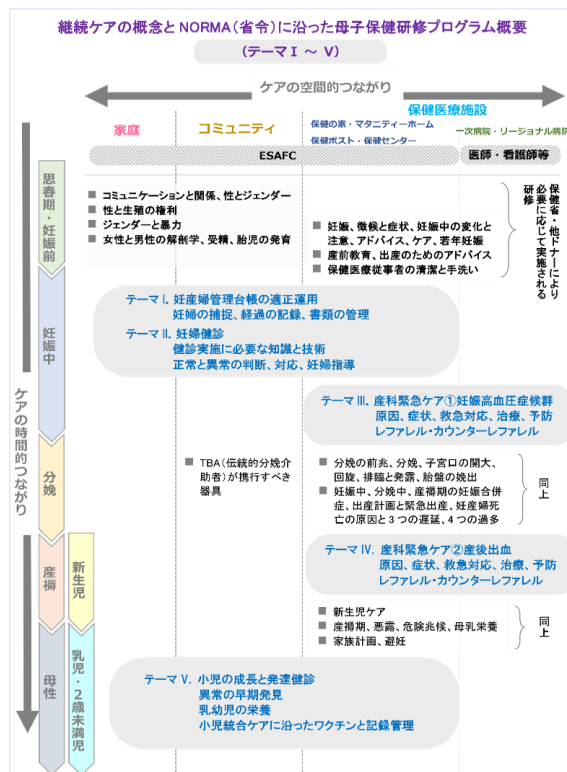 継続ケアの概念とNORMA(省令)に沿った母子保健研修プログラム概要
(テーマⅠ ～ Ⅴ)
ケアの空間的つながり
保健医療施設
家庭
コミュニティ
保健の家・マタニティーホーム
保健ポスト・保健センター
一次病院・リージョナル病院
ESAFC
医師・看護師等
ケアの時間的つながり
思春期・妊娠前
■ コミュニケーションと関係、性とジェンダー
■ 性と生殖の権利
■ ジェンダーと暴力
■ 女性と男性の解剖学、受精、胎児の発育
■ 妊娠、徴候と症状、妊娠中の変化と
注意、アドバイス、ケア、若年妊娠
■ 産前教育、出産のためのアドバイス
■ 保健医療従事者の清潔と手洗い
保健省・他ドナーにより
必要に応じて実施される
研修
妊娠中
テーマⅠ. 妊産婦管理台帳の適正運用
妊婦の捕捉、経過の記録、書類の管理
テーマⅡ. 妊婦健診
健診実施に必要な知識と技術
正常と異常の判断、対応、妊婦指導
テーマⅢ. 産科緊急ケア①妊娠高血圧症候群
原因、症状、救急対応、治療、予防
レファレル・カウンターレファレル
分娩
■ TBA(伝統的分娩介
助者)が携行すべき
器具
■ 分娩の前兆、分娩、子宮口の開大、
回旋、排臨と発露、胎盤の娩出
■ 妊娠中、分娩中、産褥期の妊娠合併
症、出産計画と緊急出産、妊産婦死
亡の原因と3つの遅延、4つの過多
同上
産褥
新生児
テーマⅣ. 産科緊急ケア②産後出血
原因、症状、救急対応、治療、予防
レファレル・カウンターレファレル
■ 新生児ケア
■ 産褥期、悪露、危険兆候、母乳栄養
■ 家族計画、避妊
同上
母性
乳児・2歳未満児
テーマⅤ. 小児の成長と発達健診
異常の早期発見
乳幼児の栄養
小児統合ケアに沿ったワクチンと記録管理